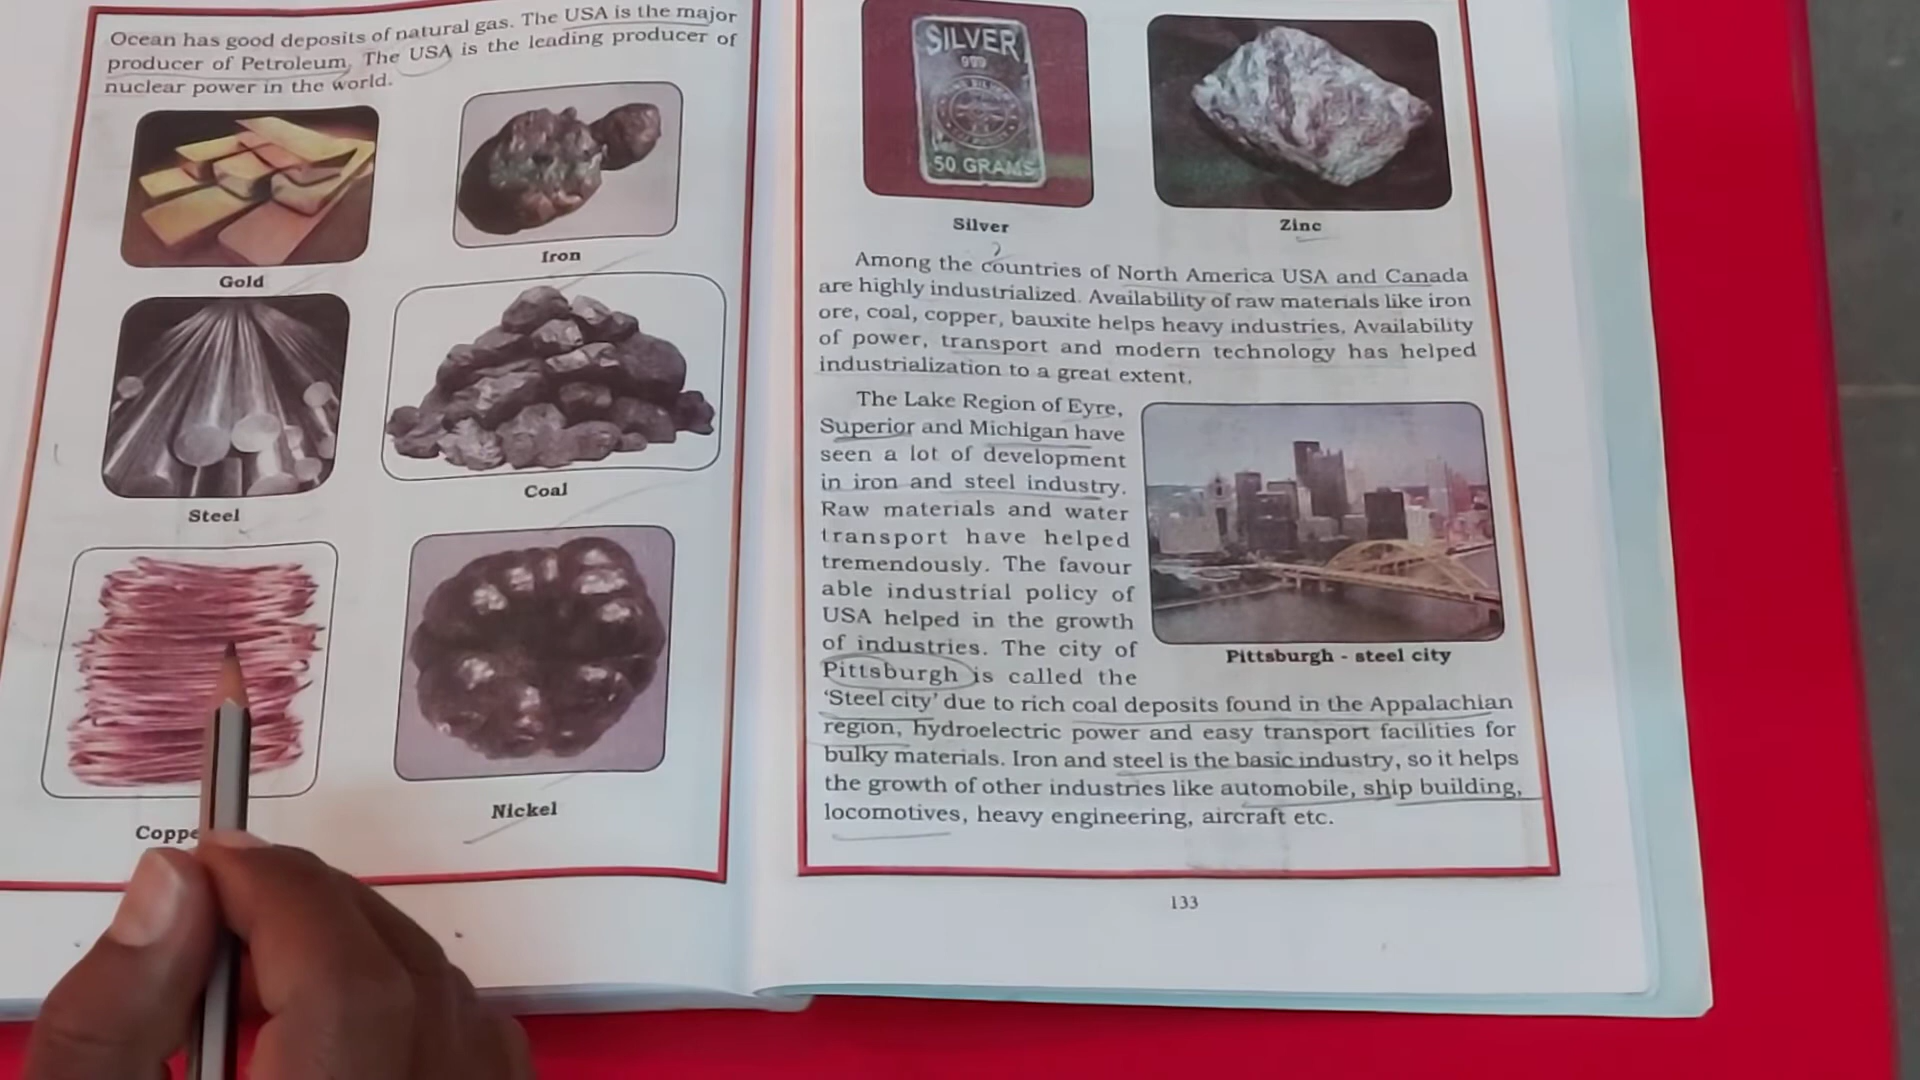 Ocean has good deposits of natural gas. The USA is the major
producer of Petroleum. The USA is the leading producer of
nuclear power in the world.
Gold
Iron
Steel
Coal
Coppe
Nickel
SILVER
999
50 GRAMS
Silver
Zinc
Among the countries of North America USA and Canada
are highly industrialized. Availability of raw materials like iron
ore, coal, copper, bauxite helps heavy industries. Availability
of power, transport and modern technology has helped
industrialization to a great extent.
The Lake Region of Eyre,
Superior and Michigan have
seen a lot of development
in iron and steel industry.
Raw materials and water
transport have helped
tremendously. The favour
able industrial policy of
USA helped in the growth
of industries. The city of
Pittsburgh is called the
'Steel city' due to rich coal deposits found in the Appalachian
region, hydroelectric power and easy transport facilities for
bulky materials. Iron and steel is the basic industry, so it helps
the growth of other industries like automobile, ship building,
locomotives, heavy engineering, aircraft etc.
Pittsburgh - steel city
133